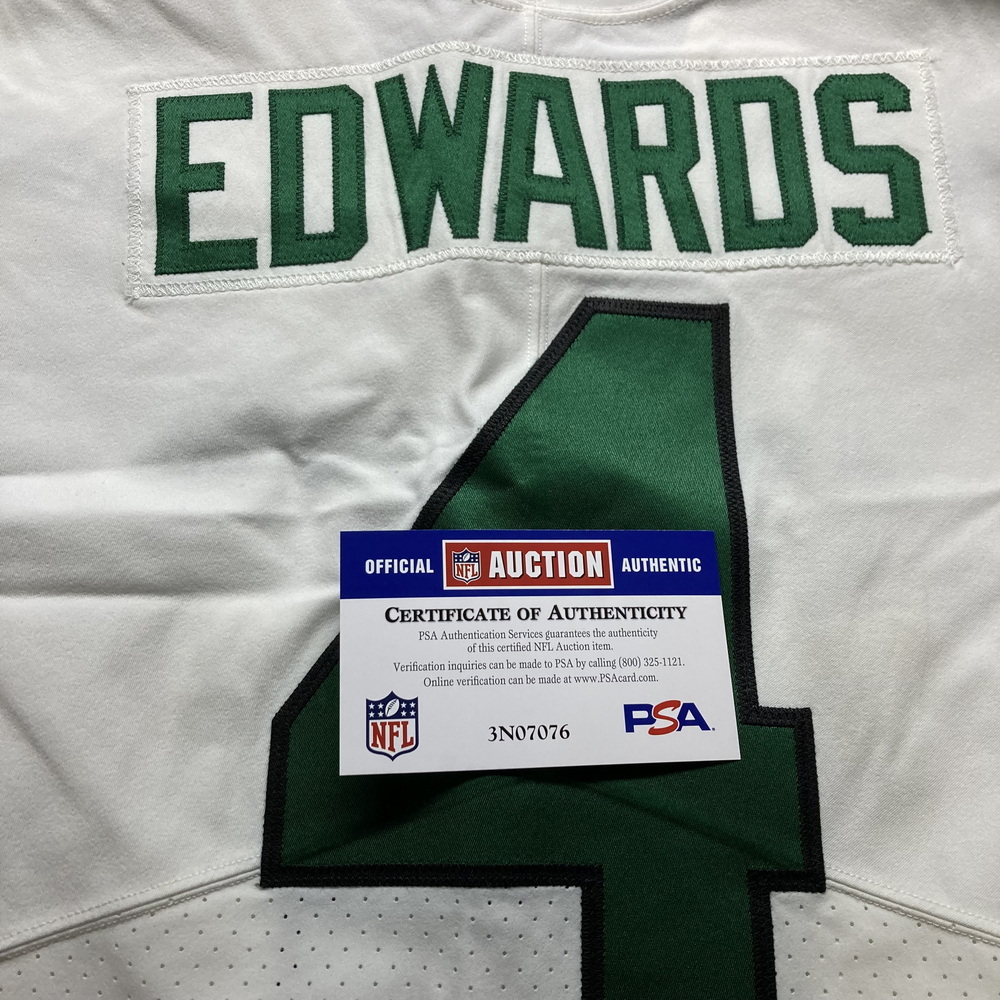 EDWARDS
4
OFFICIAL NFL AUCTION AUTHENTIC
CERTIFICATE OF AUTHENTICITY
PSA Authentication Services guarantees the authenticity
of this certified NFL Auction item.
Verification inquiries can be made to PSA by calling (800) 325-1121.
Online verification can be made at www.PSAcard.com.
NFL 3N07076 PSA.